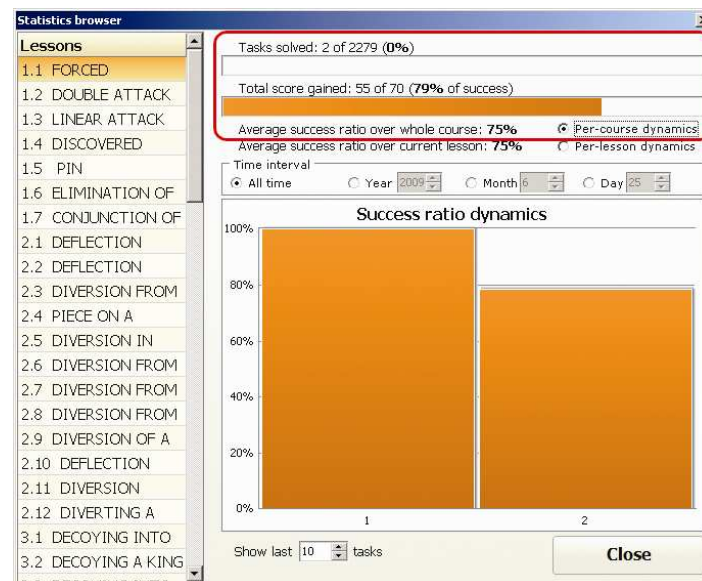 Statistics browser
Lessons
1.1 FORCED
1.2 DOUBLE ATTACK
1.3 LINEAR ATTACK
1.4 DISCOVERED
1.5 PIN
1.6 ELIMINATION OF
1.7 CONJUNCTION OF
2.1 DEFLECTION
2.2 DEFLECTION
2.3 DIVERSION FROM
2.4 PIECE ON A
2.5 DIVERSION IN
2.6 DIVERSION FROM
2.7 DIVERSION FROM
2.8 DIVERSION FROM
2.9 DIVERSION OF A
2.10 DEFLECTION
2.11 DIVERSION
2.12 DIVERTING A
3.1 DECOYING INTO
3.2 DECOYING A KING
Tasks solved: 2 of 2279 (0%)
Total score gained: 55 of 70 (79% of success)
Average success ratio over whole course: 75% Per-course dynamics
Average success ratio over current lesson: 75% Per-lesson dynamics
Time interval
All time Year 2009 Month 6 Day 25
Success ratio dynamics
100%
80%
60%
40%
20%
0%
1 2
Show last 10 tasks Close